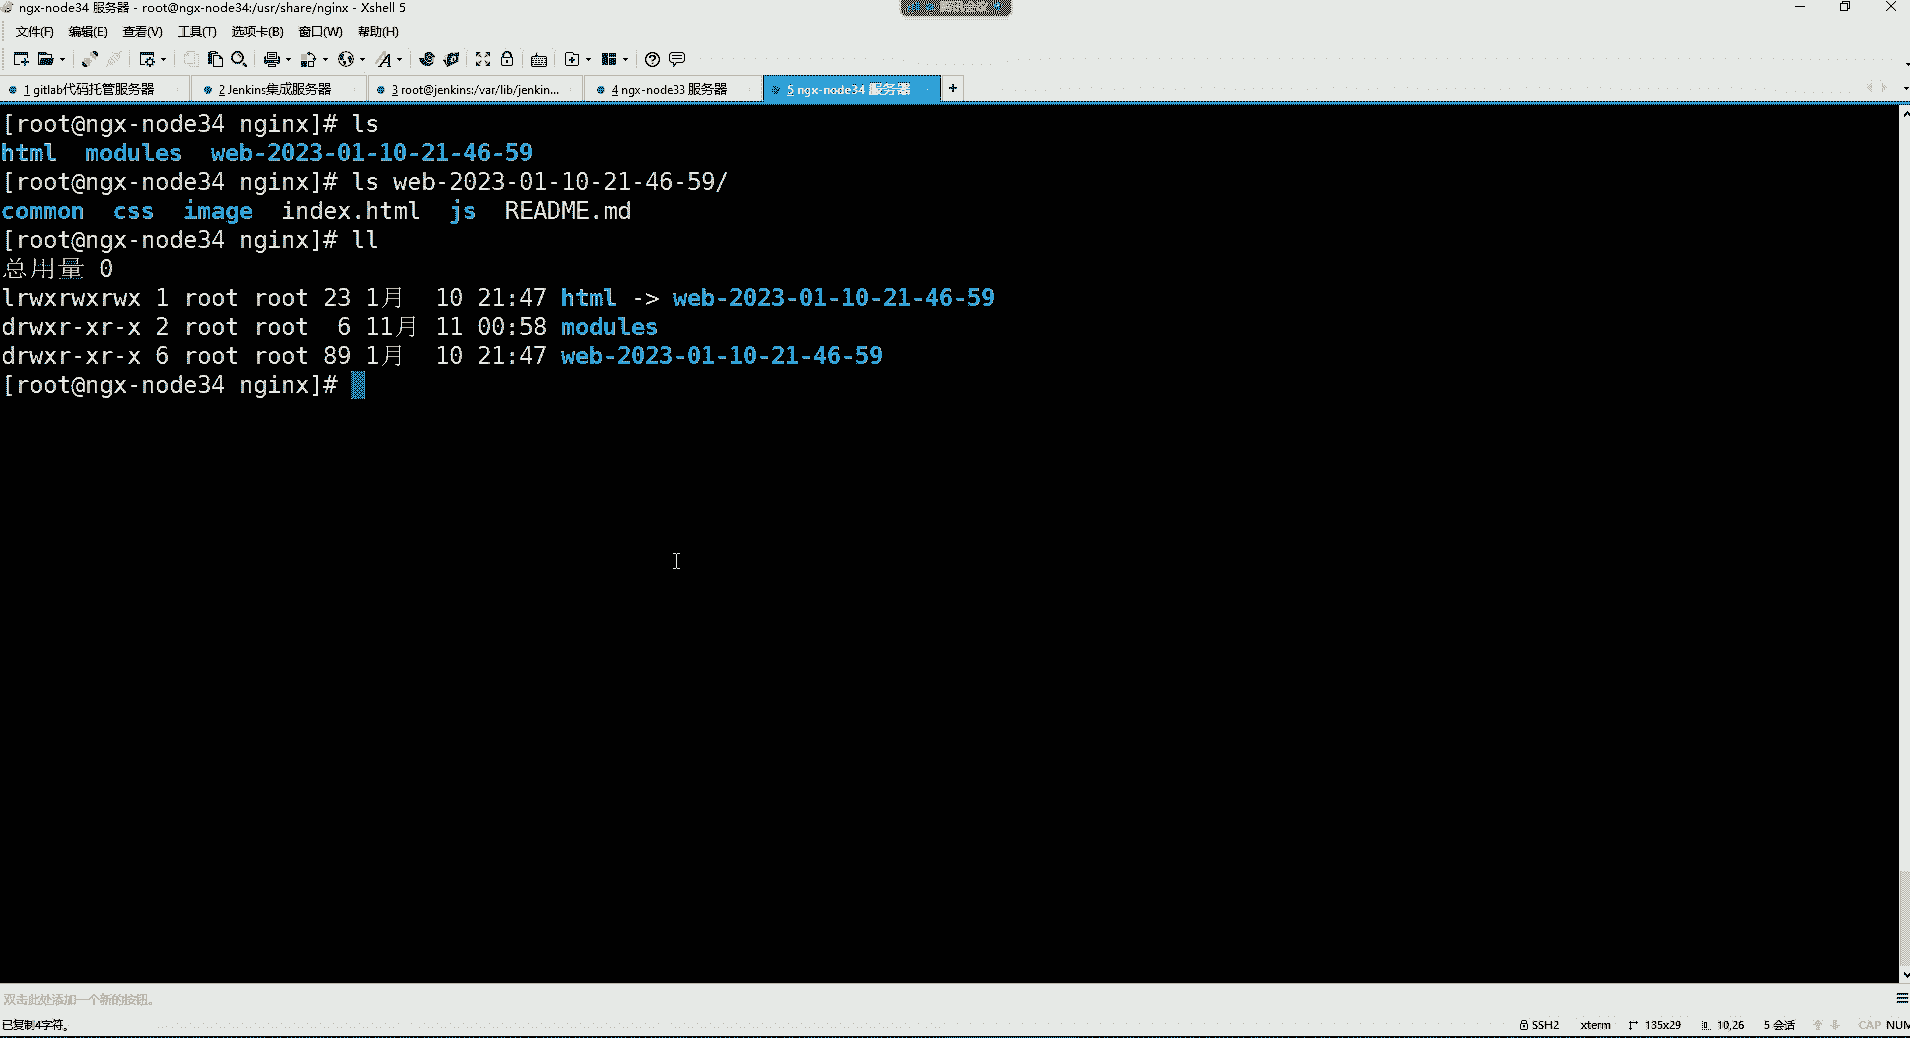 ngx-node34 服务器 - root@ngx-node34:/usr/share/nginx - Xshell 5
文件(F) 编辑(E) 查看(V) 工具(T) 选项卡(B) 窗口(W) 帮助(H)
1 gitlab代码托管服务器 2 Jenkins集成服务器 3 root@jenkins:/var/lib/jenkin... 4 ngx-node33 服务器 5 ngx-node34 服务器 +
[root@ngx-node34 nginx]# ls
html modules web-2023-01-10-21-46-59
[root@ngx-node34 nginx]# ls web-2023-01-10-21-46-59/
common css image index.html js README.md
[root@ngx-node34 nginx]# ll
总用量 0
lrwxrwxrwx 1 root root 23 1月 10 21:47 html -> web-2023-01-10-21-46-59
drwxr-xr-x 2 root root 6 11月 11 00:58 modules
drwxr-xr-x 6 root root 89 1月 10 21:47 web-2023-01-10-21-46-59
[root@ngx-node34 nginx]#
双击此处添加一个新的按钮。
已复制4字符。 SSH2 xterm 135x29 10,26 5 会话 CAP NUM